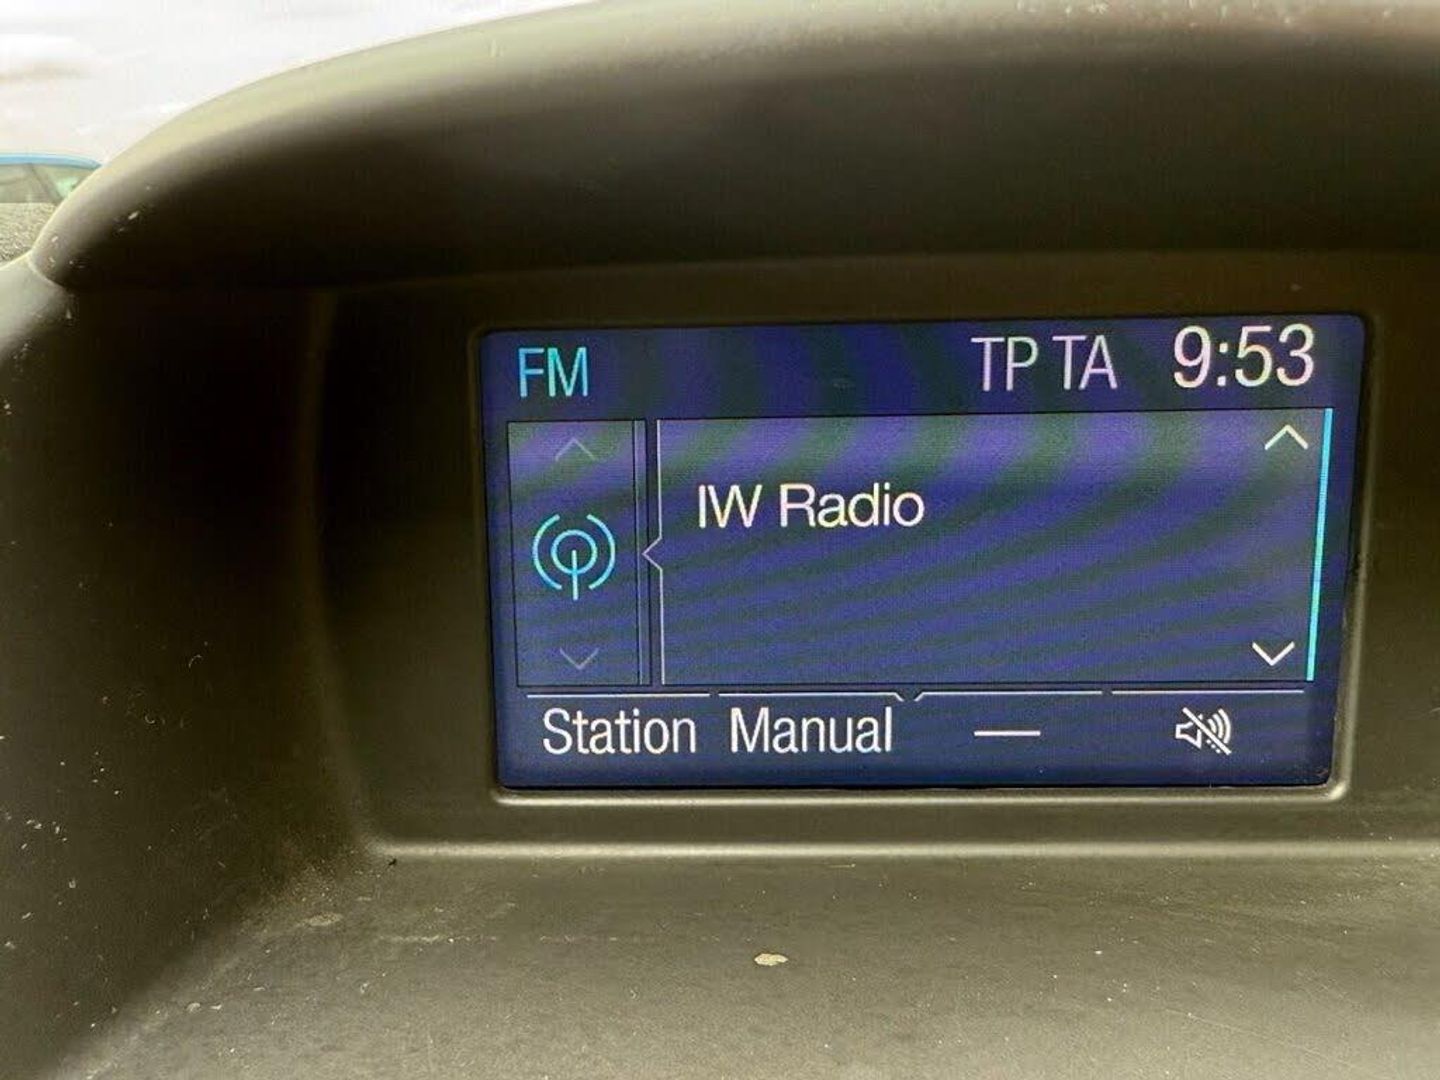 FM TP TA 9:53
IW Radio
Station Manual —